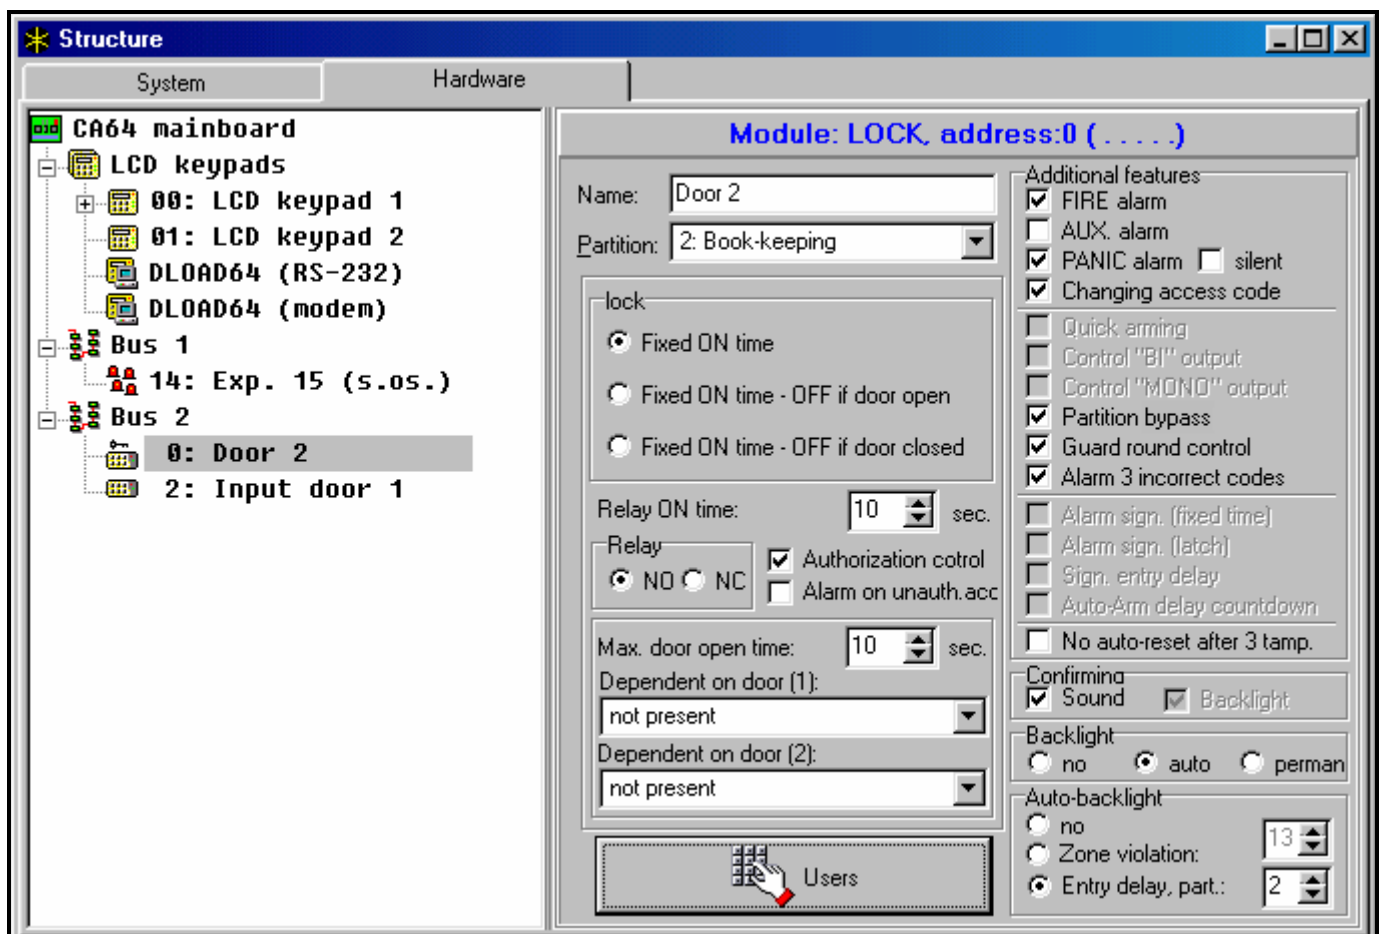 Structure
System
Hardware
CA64 mainboard
LCD keypads
00: LCD keypad 1
01: LCD keypad 2
DLOAD64 (RS-232)
DLOAD64 (modem)
Bus 1
14: Exp. 15 (s.os.)
Bus 2
0: Door 2
2: Input door 1
Module: LOCK, address:0 ( . . . . .)
Name: Door 2
Partition: 2: Book-keeping
lock
Fixed ON time
Fixed ON time - OFF if door open
Fixed ON time - OFF if door closed
Relay ON time: 10 sec.
Relay
NO NC
Authorization cotrol
Alarm on unauth.acc
Max. door open time: 10 sec.
Dependent on door (1):
not present
Dependent on door (2):
not present
Users
Additional features
FIRE alarm
AUX. alarm
PANIC alarm silent
Changing access code
Quick arming
Control "BI" output
Control "MONO" output
Partition bypass
Guard round control
Alarm 3 incorrect codes
Alarm sign. (fixed time)
Alarm sign. (latch)
Sign. entry delay
Auto-Arm delay countdown
No auto-reset after 3 tamp.
Confirming
Sound Backlight
Backlight
no auto perman
Auto-backlight
no
Zone violation: 13
Entry delay, part.: 2